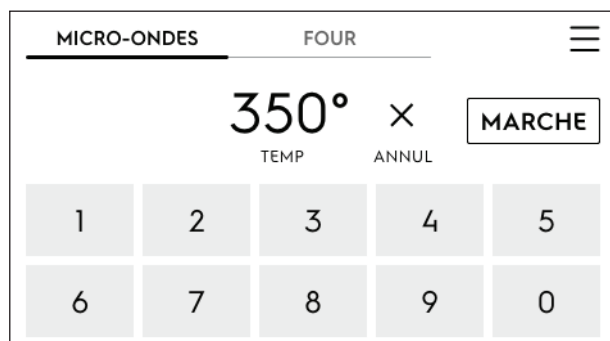 MICRO-ONDES FOUR
350° × MARCHE
TEMP ANNUL
1 2 3 4 5
6 7 8 9 0